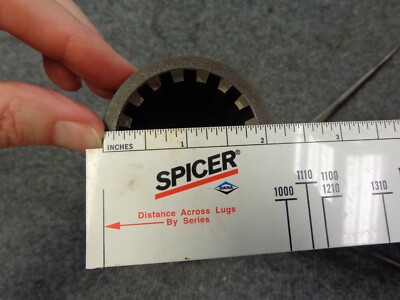 INCHES 1 2 3
SPICER®
DANA
Distance Across Lugs
By Series
1000
1110
1100
1210
1310